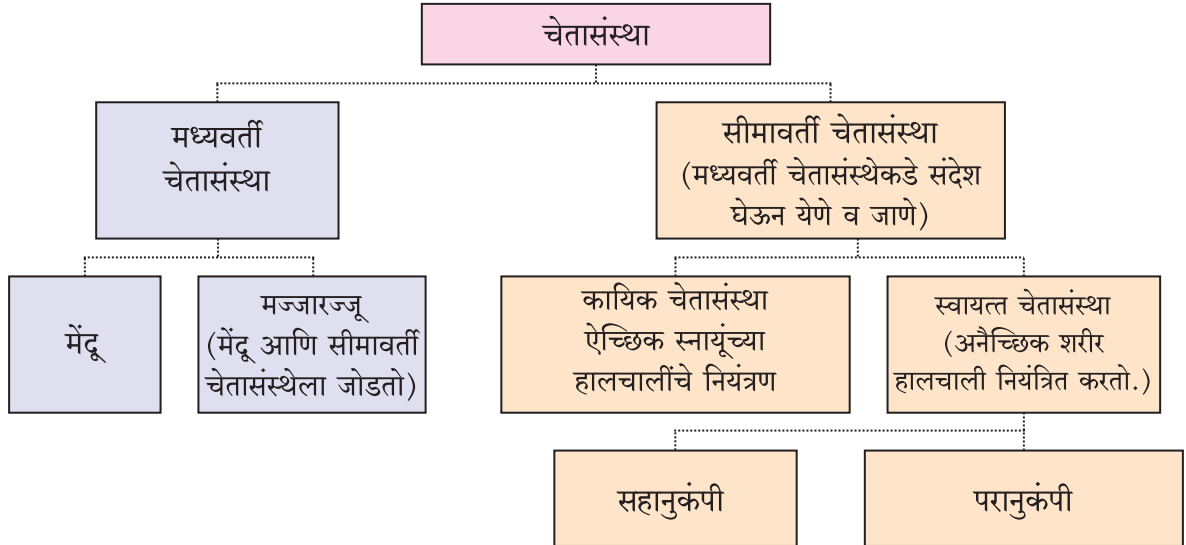 चेतासंस्था
मध्यवर्ती
चेतासंस्था
सीमावर्ती चेतासंस्था
(मध्यवर्ती चेतासंस्थेकडे संदेश
घेऊन येणे व जाणे)
मेंदू
मज्जारज्जू
(मेंदू आणि सीमावर्ती
चेतासंस्थेला जोडतो)
कायिक चेतासंस्था
ऐच्छिक स्नायूंच्या
हालचालींचे नियंत्रण
स्वायत्त चेतासंस्था
(अनैच्छिक शरीर
हालचाली नियंत्रित करतो.)
सहानुकंपी
परानुकंपी